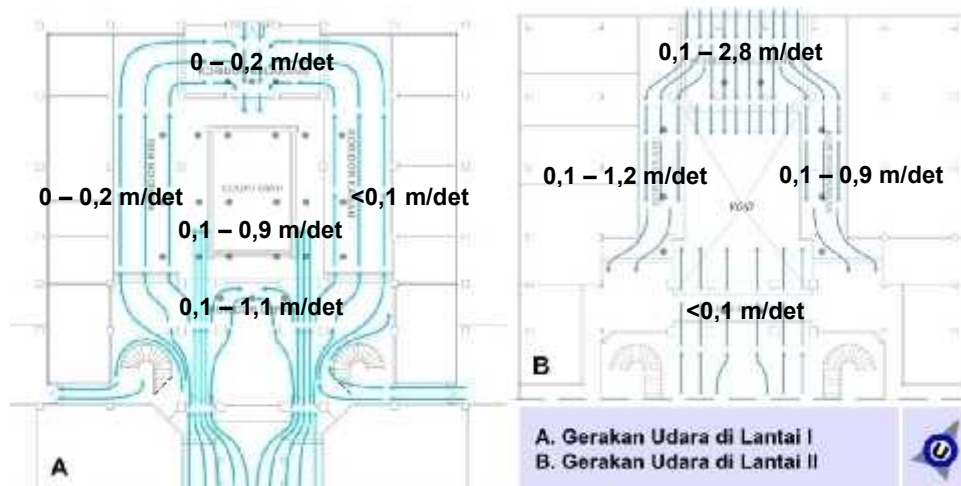 0 – 0,2 m/det
0 – 0,2 m/det
<0,1 m/det
0,1 – 0,9 m/det
0,1 – 1,1 m/det
A
0,1 – 2,8 m/det
0,1 – 1,2 m/det
0,1 – 0,9 m/det
VOID
<0,1 m/det
B
A. Gerakan Udara di Lantai I
B. Gerakan Udara di Lantai II
U